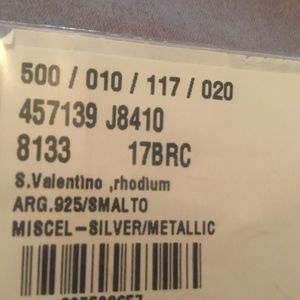 500 / 010 / 117 / 020
457139 J8410
8133 17BRC
S.Valentino ,rhodium
ARG.925/SMALTO
MISCEL-SILVER/METALLIC